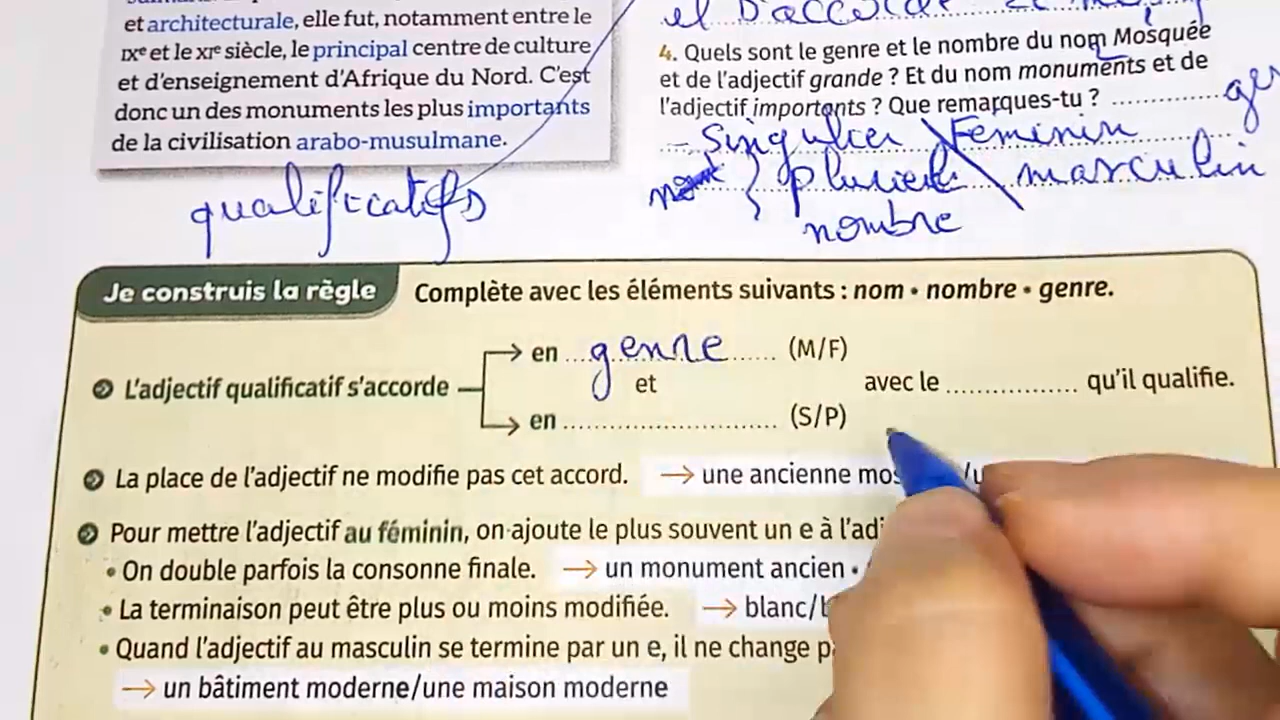 et architecturale, elle fut, notamment entre le
IXe et le XIe siècle, le principal centre de culture
et d'enseignement d'Afrique du Nord. C'est
donc un des monuments les plus importants
de la civilisation arabo-musulmane.
qualificatifs
4. Quels sont le genre et le nombre du nom Mosquée
et de l'adjectif grande ? Et du nom monuments et de
l'adjectif importants ? Que remarques-tu ? ...............
- Singulier \ Féminin
} pluriel \ masculin
nombre
Je construis la règle Complète avec les éléments suivants : nom • nombre • genre.
en ...genre...... (M/F)
L'adjectif qualificatif s'accorde et avec le ................ qu'il qualifie.
en ........................... (S/P)
La place de l'adjectif ne modifie pas cet accord. → une ancienne
Pour mettre l'adjectif au féminin, on ajoute le plus souvent un e à
• On double parfois la consonne finale. → un monument ancien •
• La terminaison peut être plus ou moins modifiée. → blanc/
• Quand l'adjectif au masculin se termine par un e, il ne change
→ un bâtiment moderne/une maison moderne